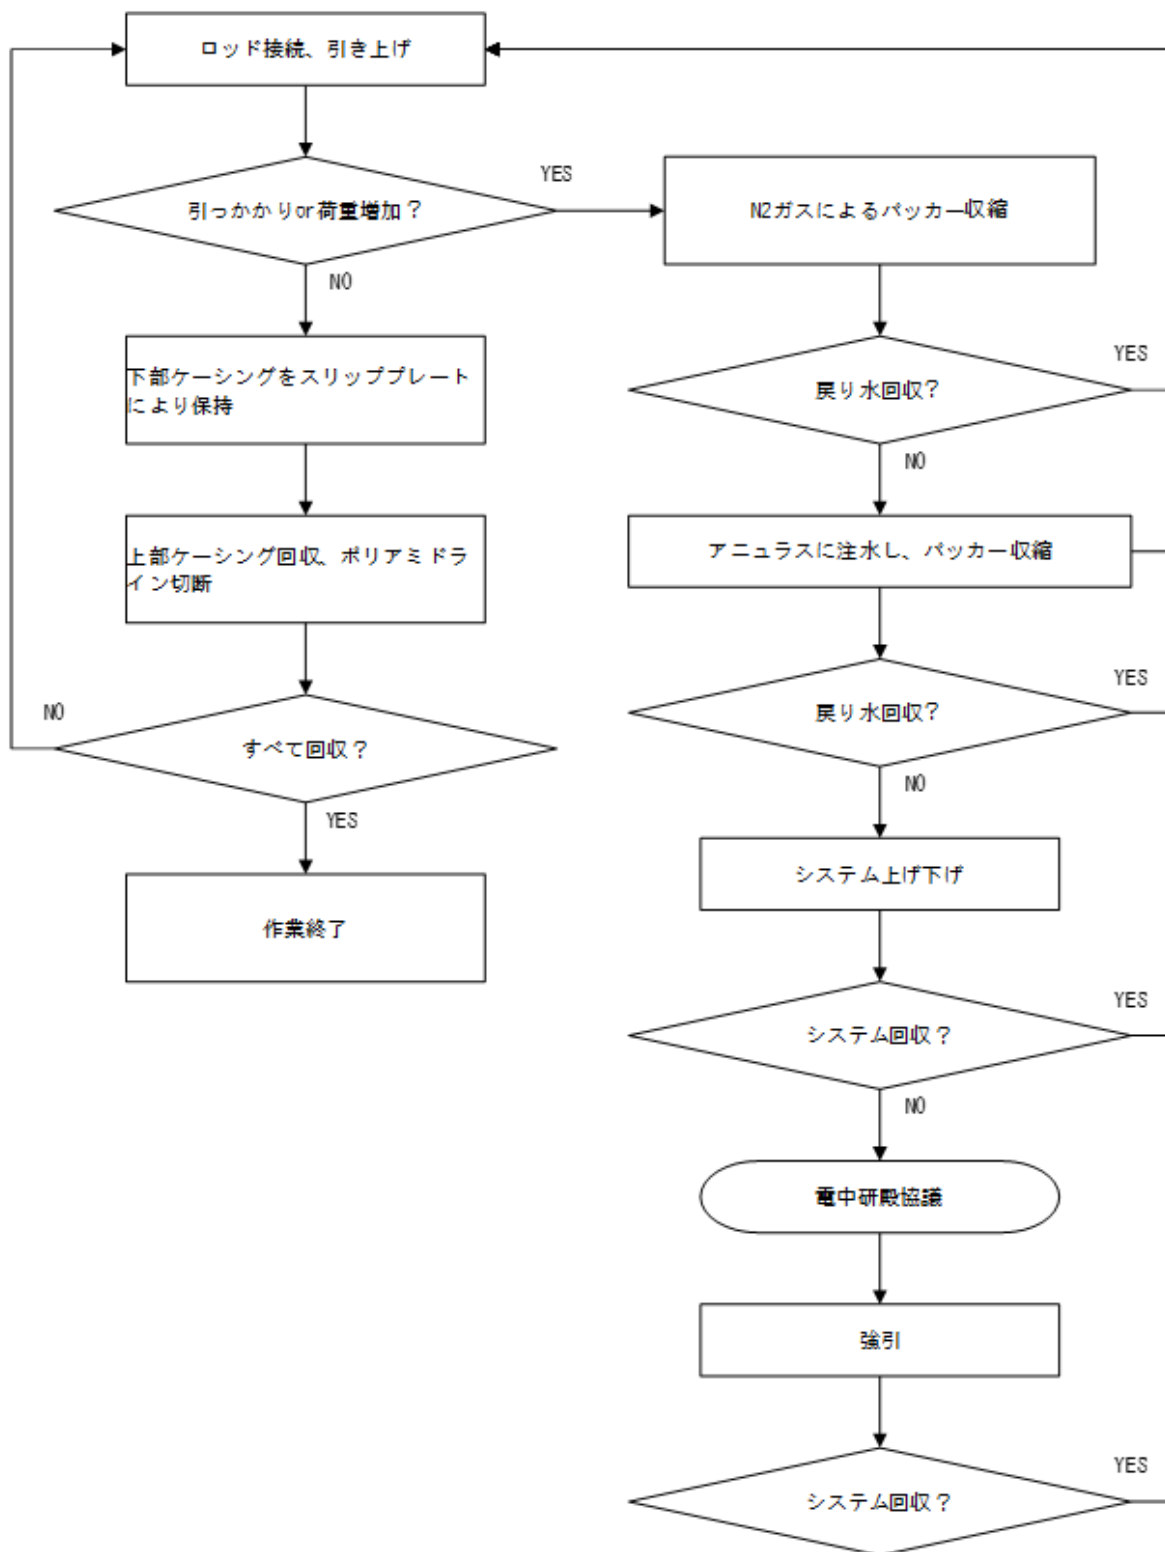 ロッド接続、引き上げ
引っかかりor荷重増加？
YES
NO
N2ガスによるパッカー収縮
下部ケーシングをスリッププレート
により保持
戻り水回収？
YES
NO
上部ケーシング回収、ポリアミドラ
イン切断
アニュラスに注水し、パッカー収縮
戻り水回収？
YES
NO
すべて回収？
NO
YES
システム上げ下げ
作業終了
システム回収？
YES
NO
電中研殿協議
強引
システム回収？
YES